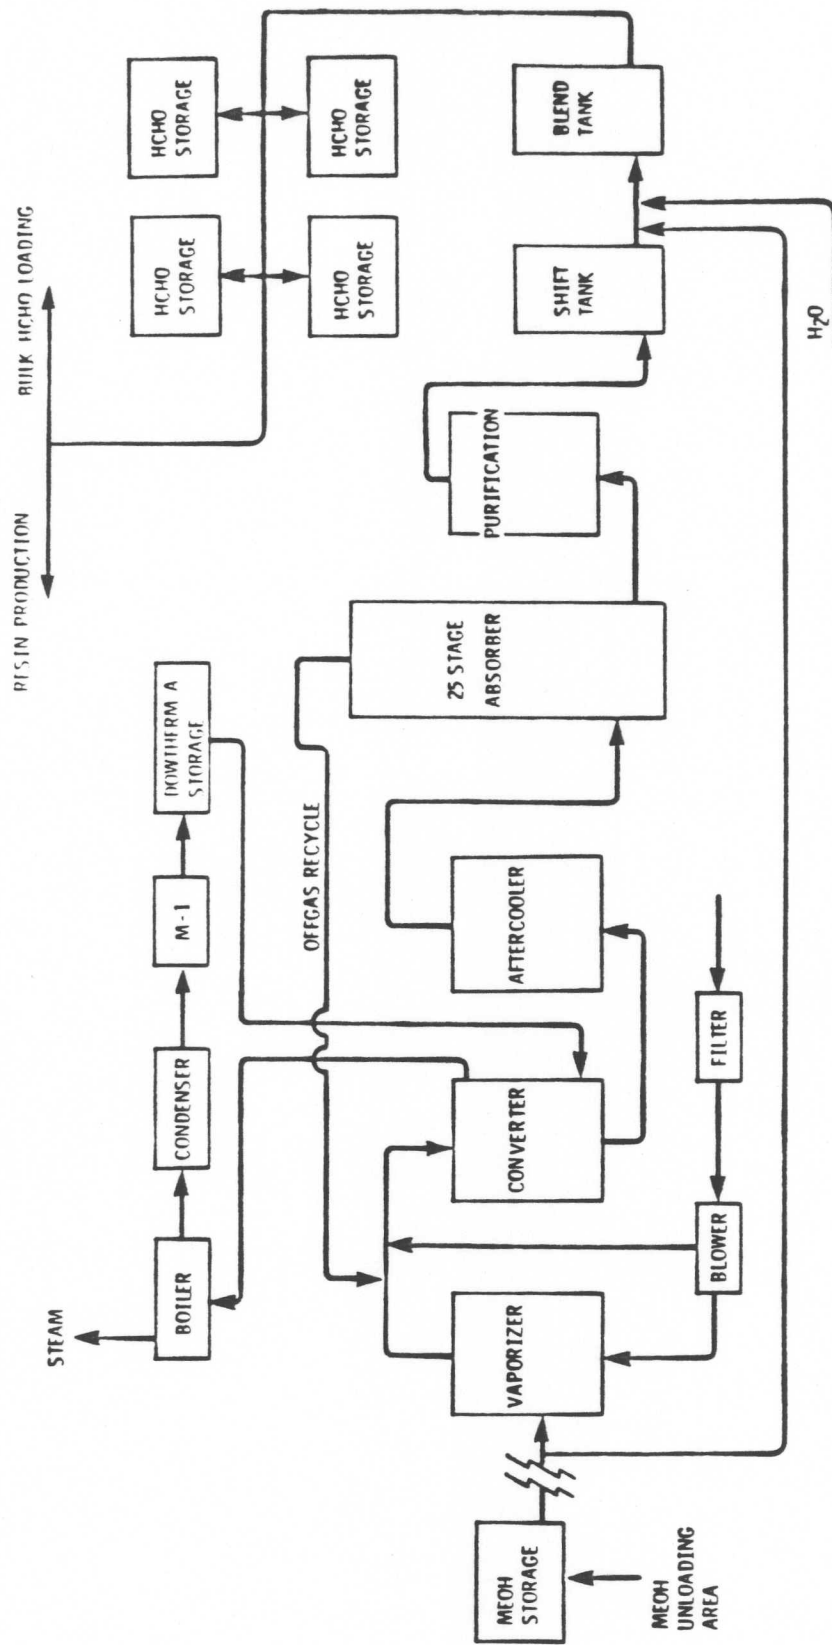 RESIN PRODUCTION
BULK HCHO LOADING
STEAM
BOILER
CONDENSER
M-1
DOWTHERM A
STORAGE
HCHO
STORAGE
HCHO
STORAGE
HCHO
STORAGE
HCHO
STORAGE
OFFGAS RECYCLE
MEOH
STORAGE
MEOH
UNLOADING
AREA
VAPORIZER
CONVERTER
AFTERCOOLER
25 STAGE
ABSORBER
PURIFICATION
SHIFT
TANK
BLEND
TANK
BLOWER
FILTER
H2O